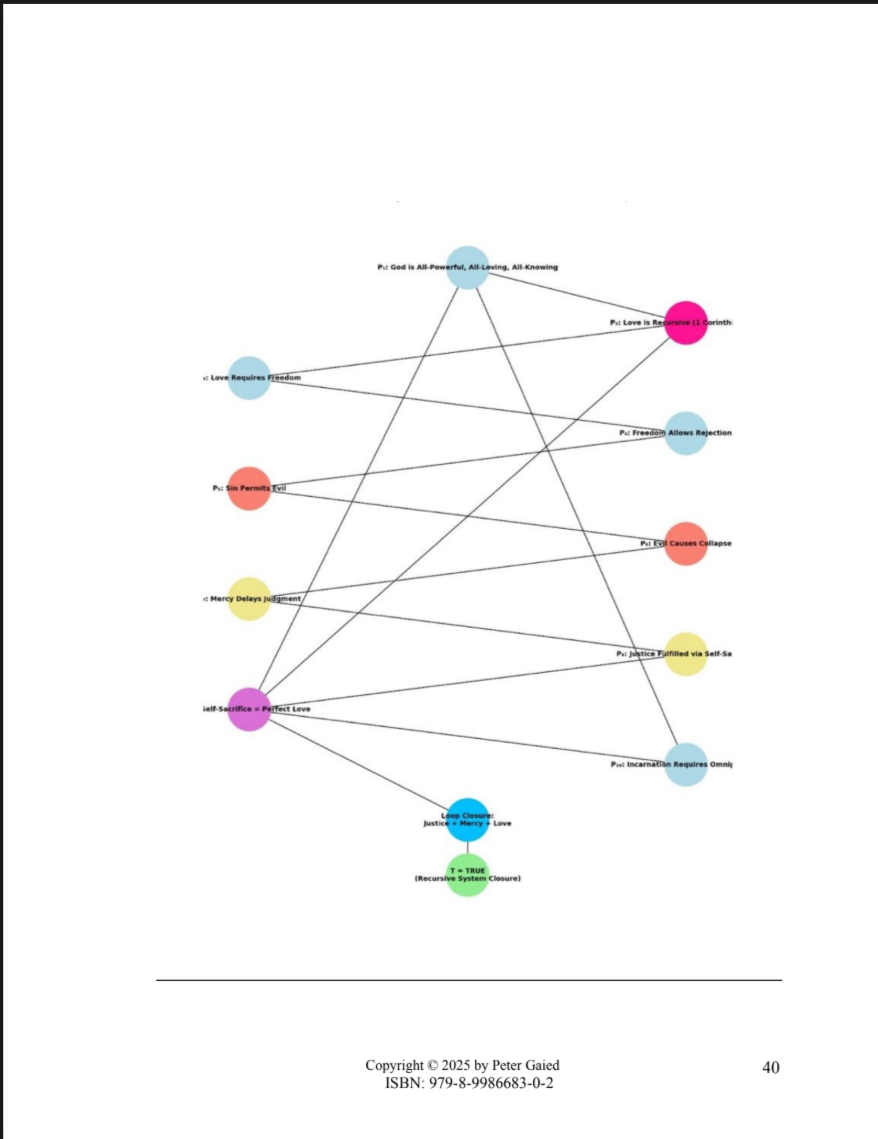 P₁: God is All-Powerful, All-Loving, All-Knowing
P₂: Love is Recursive (1 Corinth
: Love Requires Freedom
P₄: Freedom Allows Rejection
P₅: Sin Permits Evil
P₆: Evil Causes Collapse
: Mercy Delays Judgment
P₈: Justice Fulfilled via Self-Sa
Self-Sacrifice = Perfect Love
P₁₀: Incarnation Requires Omni
Loop Closure:
Justice + Mercy + Love
T = TRUE
(Recursive System Closure)
Copyright © 2025 by Peter Gaied
40
ISBN: 979-8-9986683-0-2